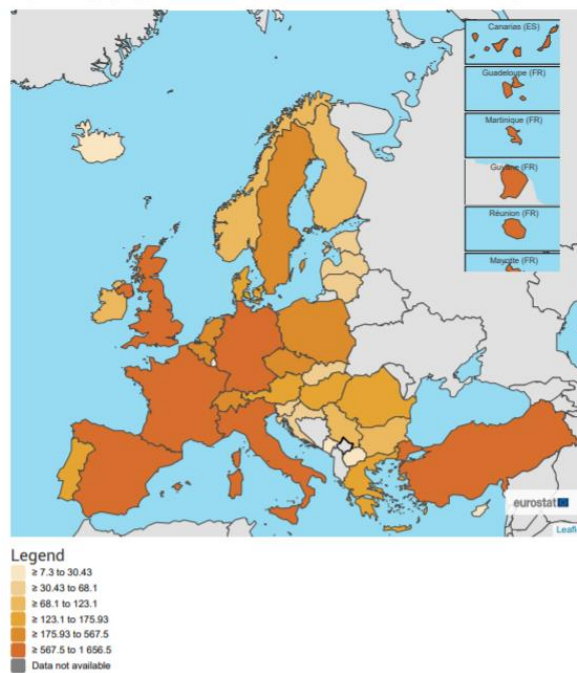 Canarias (ES)
Guadeloupe (FR)
Martinique (FR)
Guyane (FR)
Réunion (FR)
Mayotte (FR)
eurostat
Leafl
Legend
≥ 7.3 to 30.43
≥ 30.43 to 68.1
≥ 68.1 to 123.1
≥ 123.1 to 175.93
≥ 175.93 to 567.5
≥ 567.5 to 1 656.5
Data not available